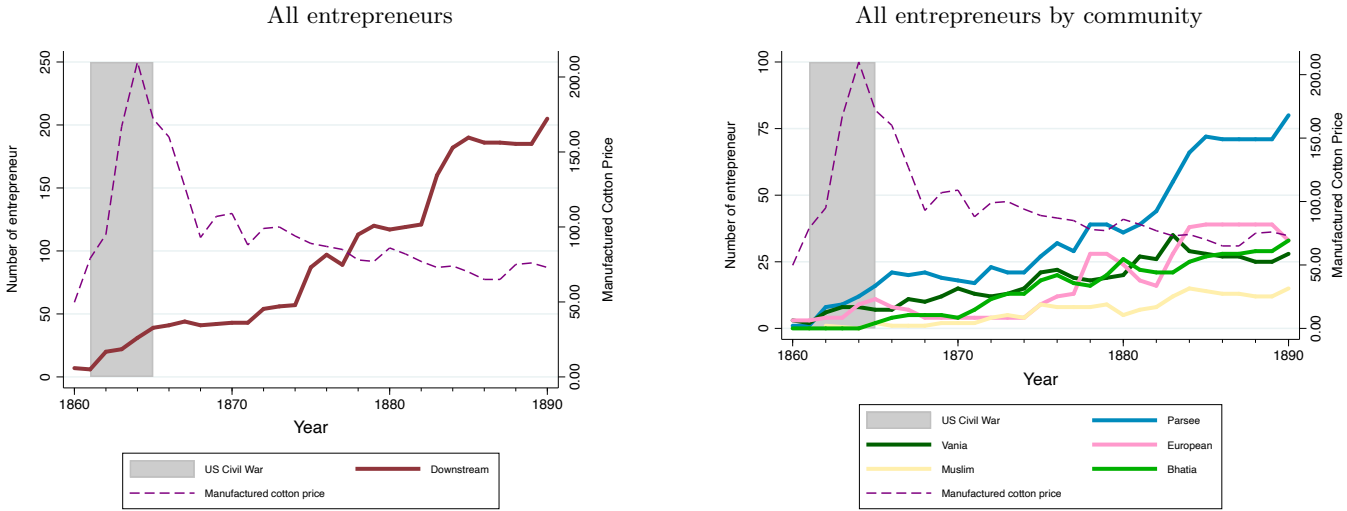 All entrepreneurs
250
200
150
100
50
0
Number of entrepreneur
200.00
150.00
100.00
50.00
0.00
Manufactured Cotton Price
1860 1870 1880 1890
Year
US Civil War Downstream
Manufactured cotton price
All entrepreneurs by community
100
75
50
25
0
Number of entrepreneur
200.00
150.00
100.00
50.00
0.00
Manufactured Cotton Price
1860 1870 1880 1890
Year
US Civil War Parsee
Vania European
Muslim Bhatia
Manufactured cotton price